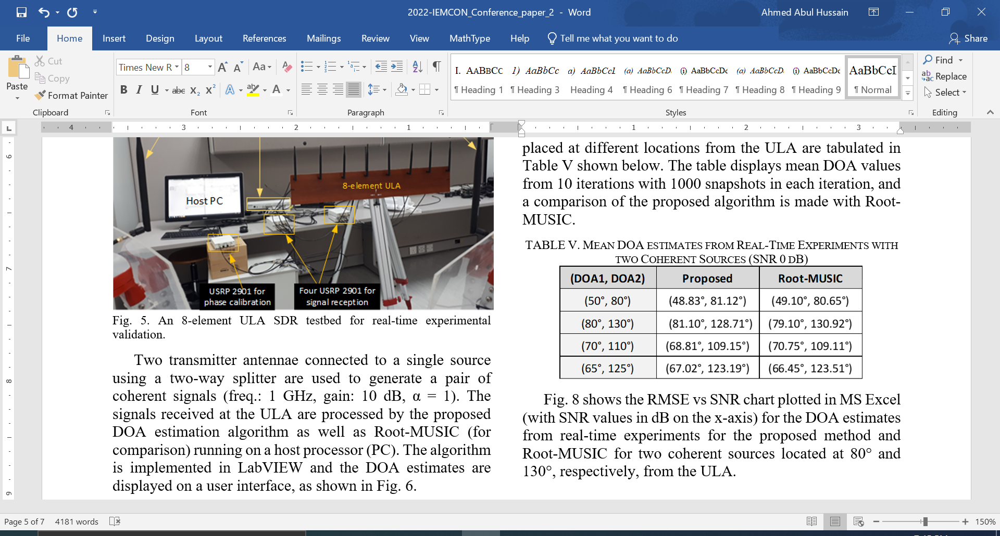 2022-IEMCON_Conference_paper_2 - Word
Ahmed Abul Hussain
File Home Insert Design Layout References Mailings Review View MathType Help Tell me what you want to do Share
Paste
Cut
Copy
Format Painter
Clipboard
Times New R 8
Font
Paragraph
I. AABBCC 1) AaBbCc a) AaBbCcI (a) AaBbCcD (i) AaBbCcDc (a) AaBbCcD (i) AaBbCcDc AaBbCcI
¶ Heading 1 ¶ Heading 3 Heading 4 ¶ Heading 6 ¶ Heading 7 ¶ Heading 8 ¶ Heading 9 ¶ Normal
Styles
Find
Replace
Select
Editing
4 3 2 1 1 2 3
6
7
8
9
Host PC
8-element ULA
USRP 2901 for
phase calibration
Four USRP 2901 for
signal reception
Fig. 5. An 8-element ULA SDR testbed for real-time experimental
validation.
Two transmitter antennae connected to a single source
using a two-way splitter are used to generate a pair of
coherent signals (freq.: 1 GHz, gain: 10 dB, α = 1). The
signals received at the ULA are processed by the proposed
DOA estimation algorithm as well as Root-MUSIC (for
comparison) running on a host processor (PC). The algorithm
is implemented in LabVIEW and the DOA estimates are
displayed on a user interface, as shown in Fig. 6.
placed at different locations from the ULA are tabulated in
Table V shown below. The table displays mean DOA values
from 10 iterations with 1000 snapshots in each iteration, and
a comparison of the proposed algorithm is made with Root-
MUSIC.
TABLE V. MEAN DOA ESTIMATES FROM REAL-TIME EXPERIMENTS WITH
TWO COHERENT SOURCES (SNR 0 DB)
(DOA1, DOA2) Proposed Root-MUSIC
(50°, 80°) (48.83°, 81.12°) (49.10°, 80.65°)
(80°, 130°) (81.10°, 128.71°) (79.10°, 130.92°)
(70°, 110°) (68.81°, 109.15°) (70.75°, 109.11°)
(65°, 125°) (67.02°, 123.19°) (66.45°, 123.51°)
Fig. 8 shows the RMSE vs SNR chart plotted in MS Excel
(with SNR values in dB on the x-axis) for the DOA estimates
from real-time experiments for the proposed method and
Root-MUSIC for two coherent sources located at 80° and
130°, respectively, from the ULA.
Page 5 of 7 4181 words
150%